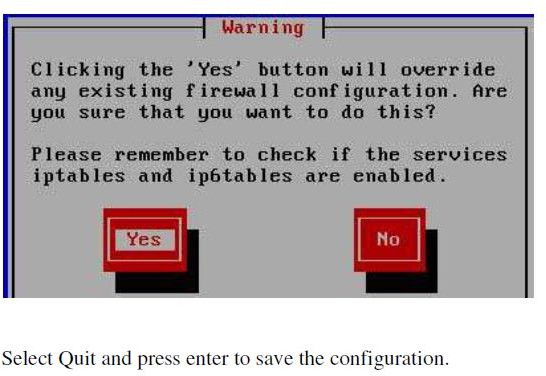 Warning
Clicking the 'Yes' button will override
any existing firewall configuration. Are
you sure that you want to do this?
Please remember to check if the services
iptables and ip6tables are enabled.
Yes No
Select Quit and press enter to save the configuration.